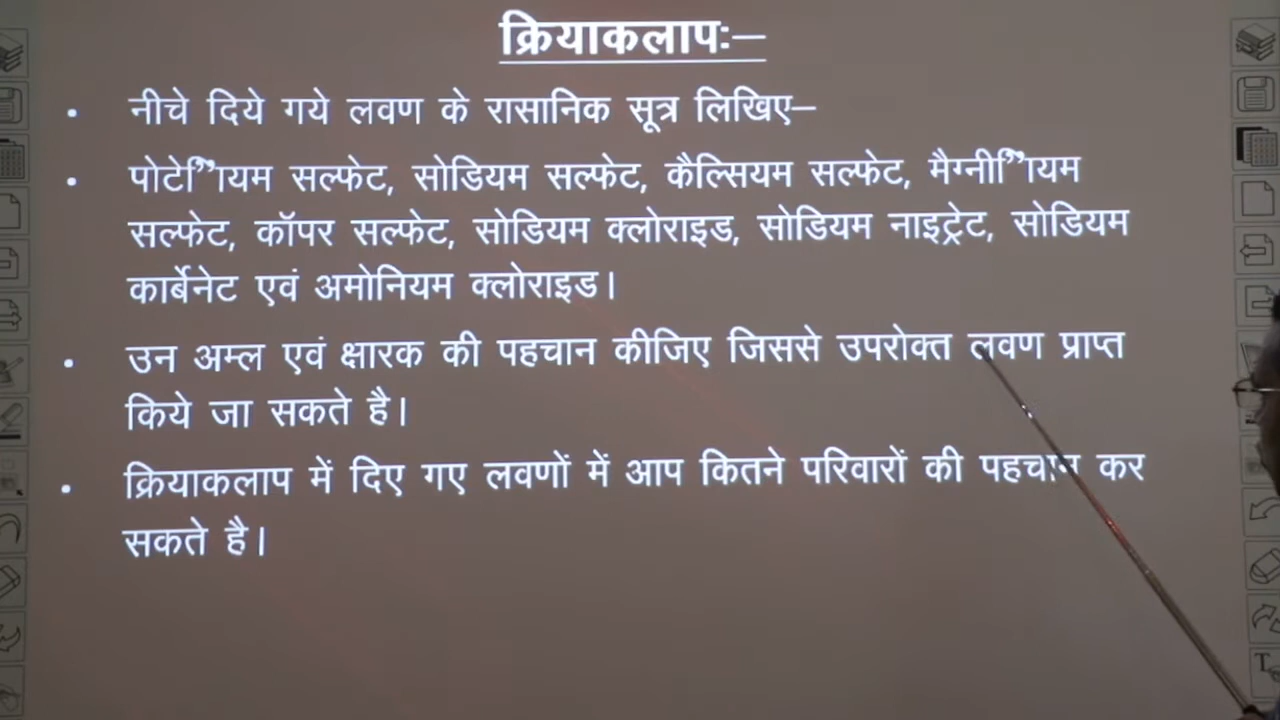 क्रियाकलापः—
• नीचे दिये गये लवण के रासानिक सूत्र लिखिए—
• पोटेि”ायम सल्फेट, सोडियम सल्फेट, कैल्सियम सल्फेट, मैग्नीि”ायम
सल्फेट, कॉपर सल्फेट, सोडियम क्लोराइड, सोडियम नाइट्रेट, सोडियम
कार्बेनेट एवं अमोनियम क्लोराइड।
• उन अम्ल एवं क्षारक की पहचान कीजिए जिससे उपरोक्त लवण प्राप्त
किये जा सकते है।
• क्रियाकलाप में दिए गए लवणों में आप कितने परिवारों की पहचान कर
सकते है।